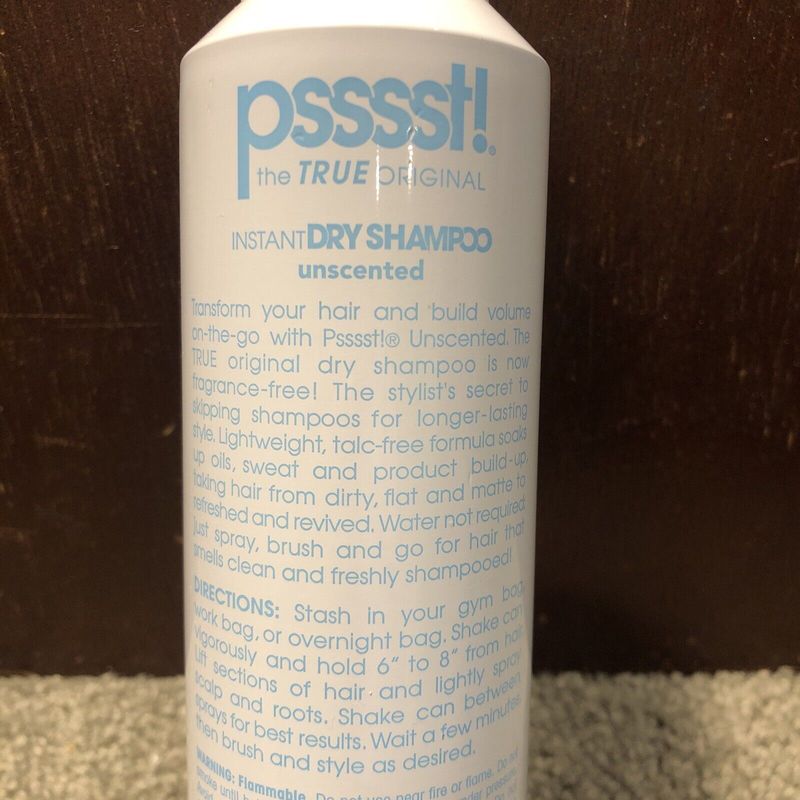 psssst!®
the TRUE ORIGINAL
INSTANT DRY SHAMPOO
unscented
Transform your hair and build volume
on-the-go with Psssst!® Unscented. The
TRUE original dry shampoo is now
fragrance-free! The stylist's secret to
skipping shampoos for longer-lasting
style. Lightweight, talc-free formula soaks
up oils, sweat and product build-up,
taking hair from dirty, flat and matte to
refreshed and revived. Water not required.
Just spray, brush and go for hair that
smells clean and freshly shampooed!
DIRECTIONS: Stash in your gym bag,
work bag, or overnight bag. Shake can
vigorously and hold 6” to 8” from hair.
Lift sections of hair and lightly spray
scalp and roots. Shake can between
sprays for best results. Wait a few minutes,
then brush and style as desired.
WARNING: Flammable. Do not use near fire or flame. Do not
smoke until under pressure.
Do not